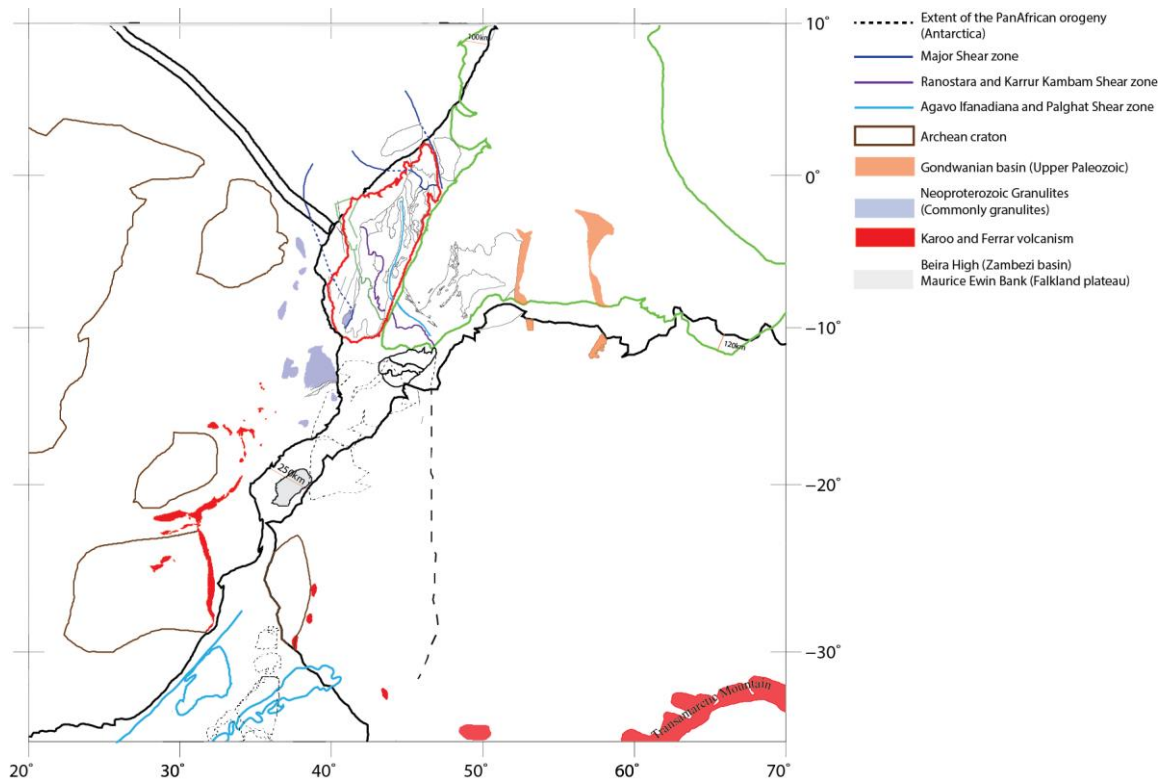 10°
0°
−10°
−20°
−30°
20°
30°
40°
50°
60°
70°
100km
120km
250km
Transamarctic Mountain
Extent of the PanAfrican orogeny
(Antarctica)
Major Shear zone
Ranostara and Karrur Kambam Shear zone
Agavo Ifanadiana and Palghat Shear zone
Archean craton
Gondwanian basin (Upper Paleozoic)
Neoproterozoic Granulites
(Commonly granulites)
Karoo and Ferrar volcanism
Beira High (Zambezi basin)
Maurice Ewin Bank (Falkland plateau)